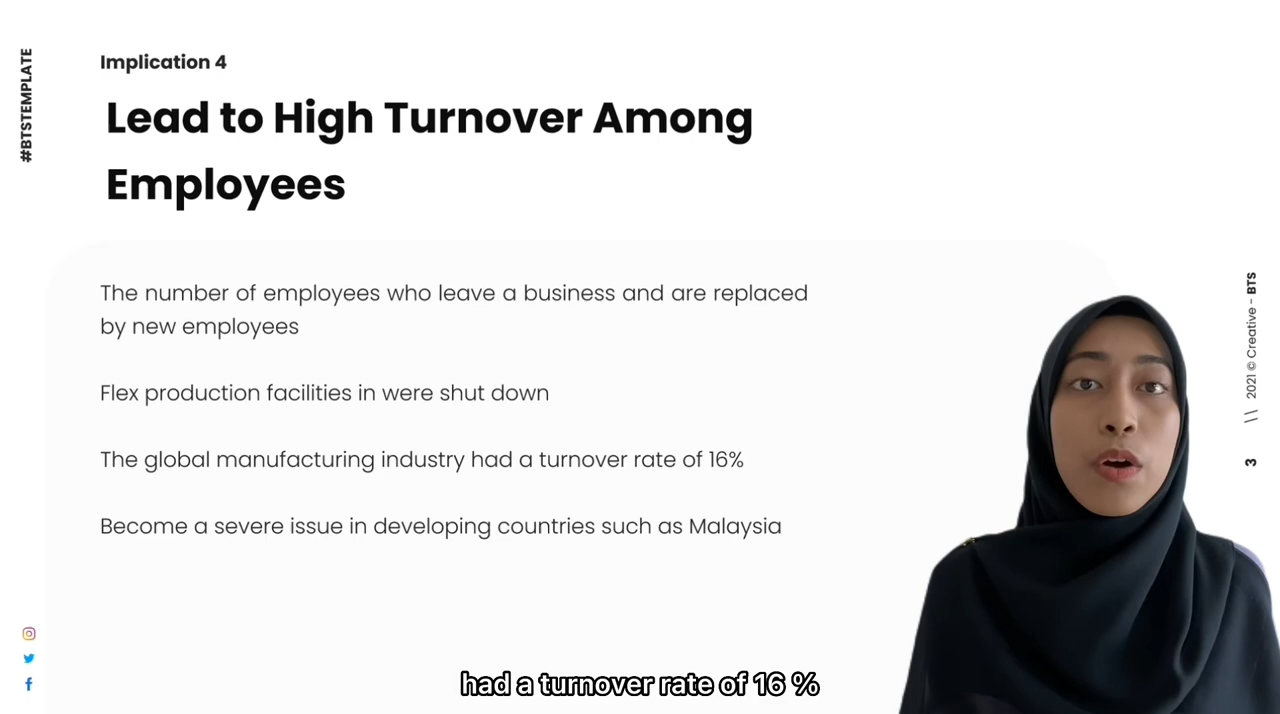 #BTSTEMPLATE
Implication 4
Lead to High Turnover Among
Employees
The number of employees who leave a business and are replaced
by new employees
Flex production facilities in were shut down
The global manufacturing industry had a turnover rate of 16%
Become a severe issue in developing countries such as Malaysia
3 \\ 2021 © Creative - BTS
had a turnover rate of 16 %